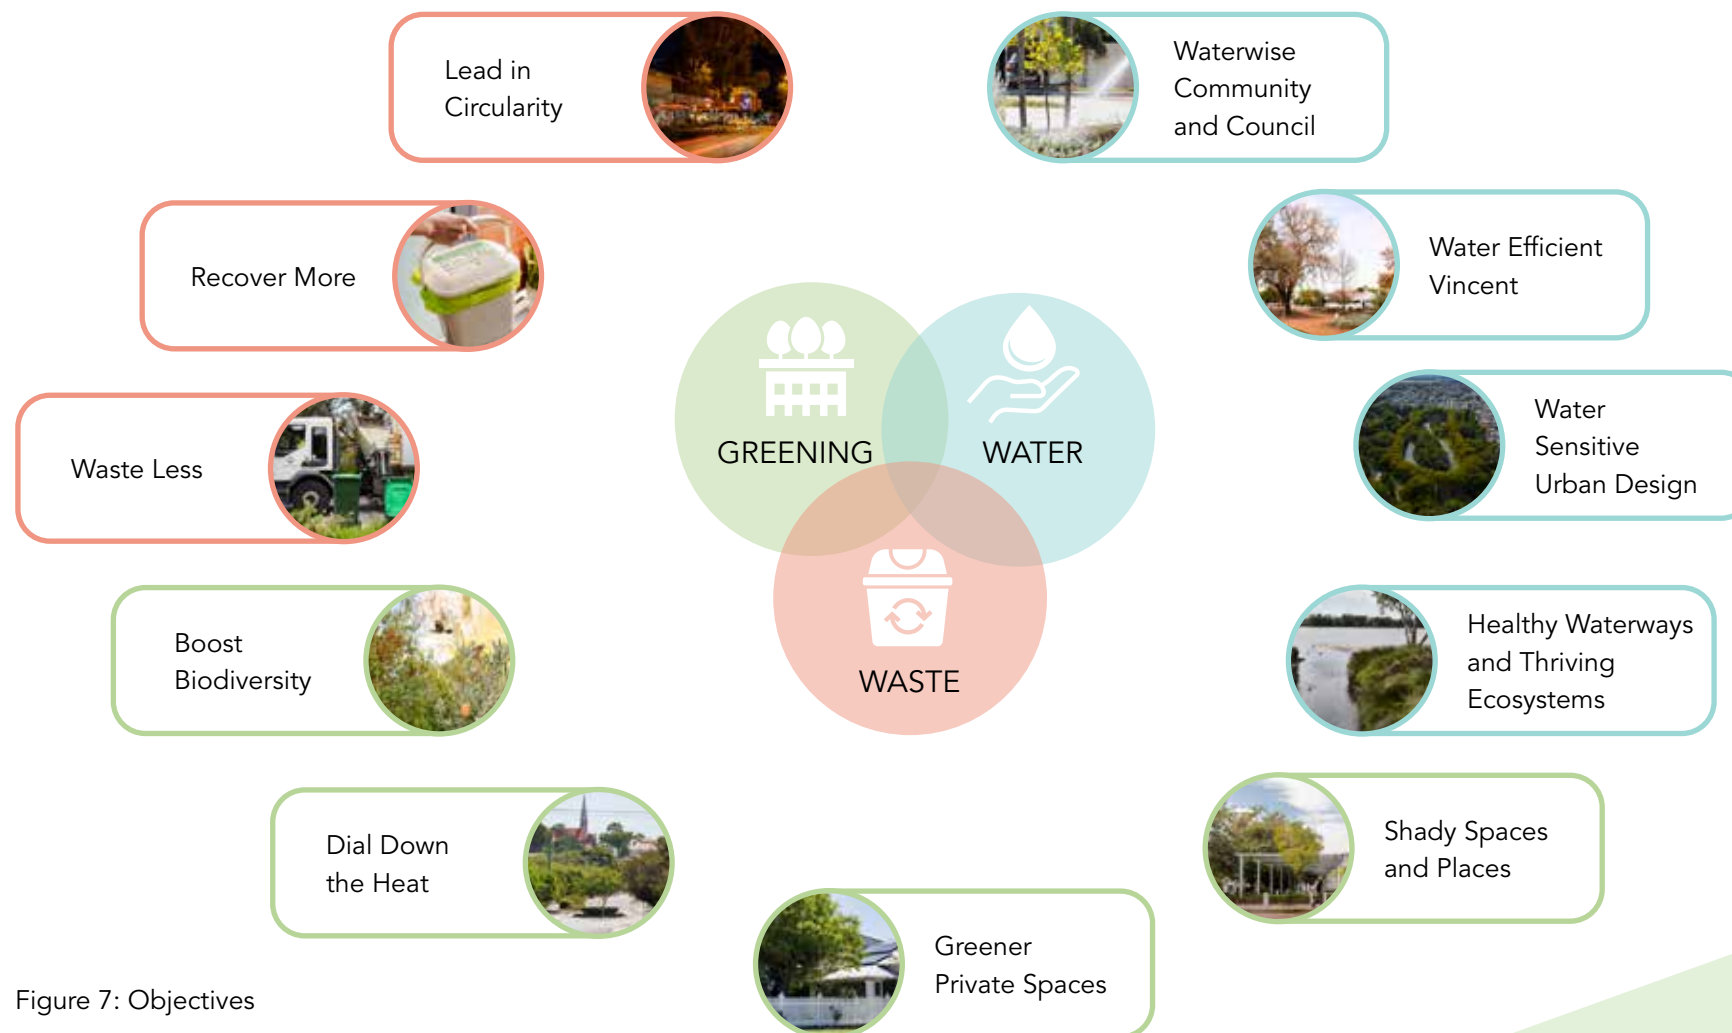 Lead in
Circularity
Waterwise
Community
and Council
Recover More
Water Efficient
Vincent
Waste Less
GREENING
WATER
Water
Sensitive
Urban Design
Boost
Biodiversity
WASTE
Healthy Waterways
and Thriving
Ecosystems
Dial Down
the Heat
Shady Spaces
and Places
Greener
Private Spaces
Figure 7: Objectives